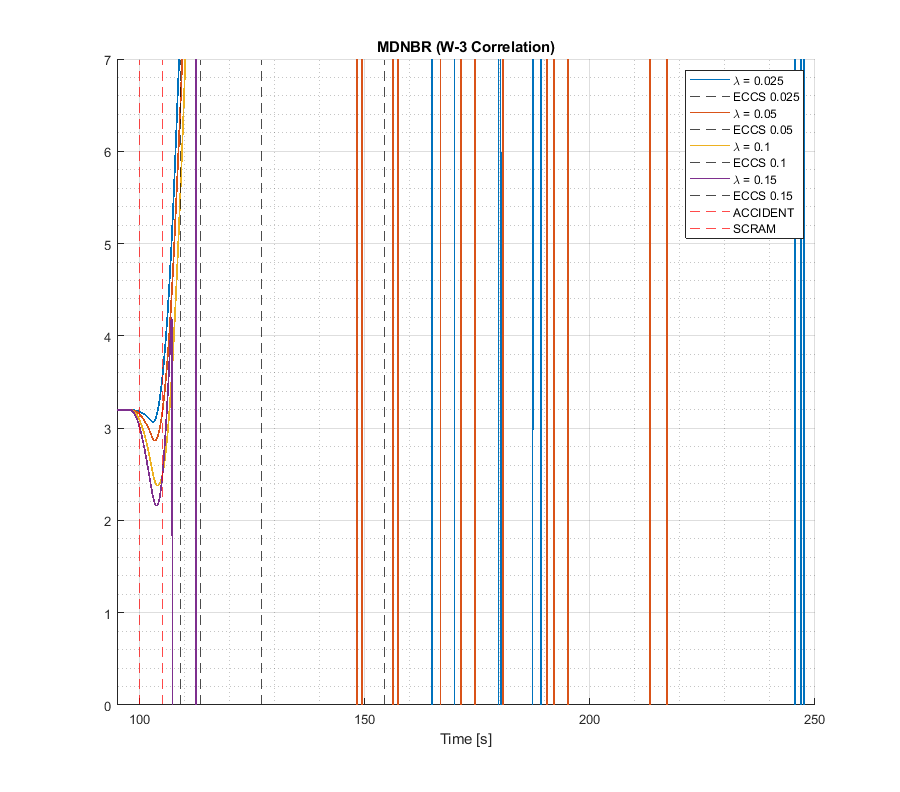 MDNBR (W-3 Correlation)
7
6
5
4
3
2
1
0
λ = 0.025
ECCS 0.025
λ = 0.05
ECCS 0.05
λ = 0.1
ECCS 0.1
λ = 0.15
ECCS 0.15
ACCIDENT
SCRAM
100 150 200 250
Time [s]